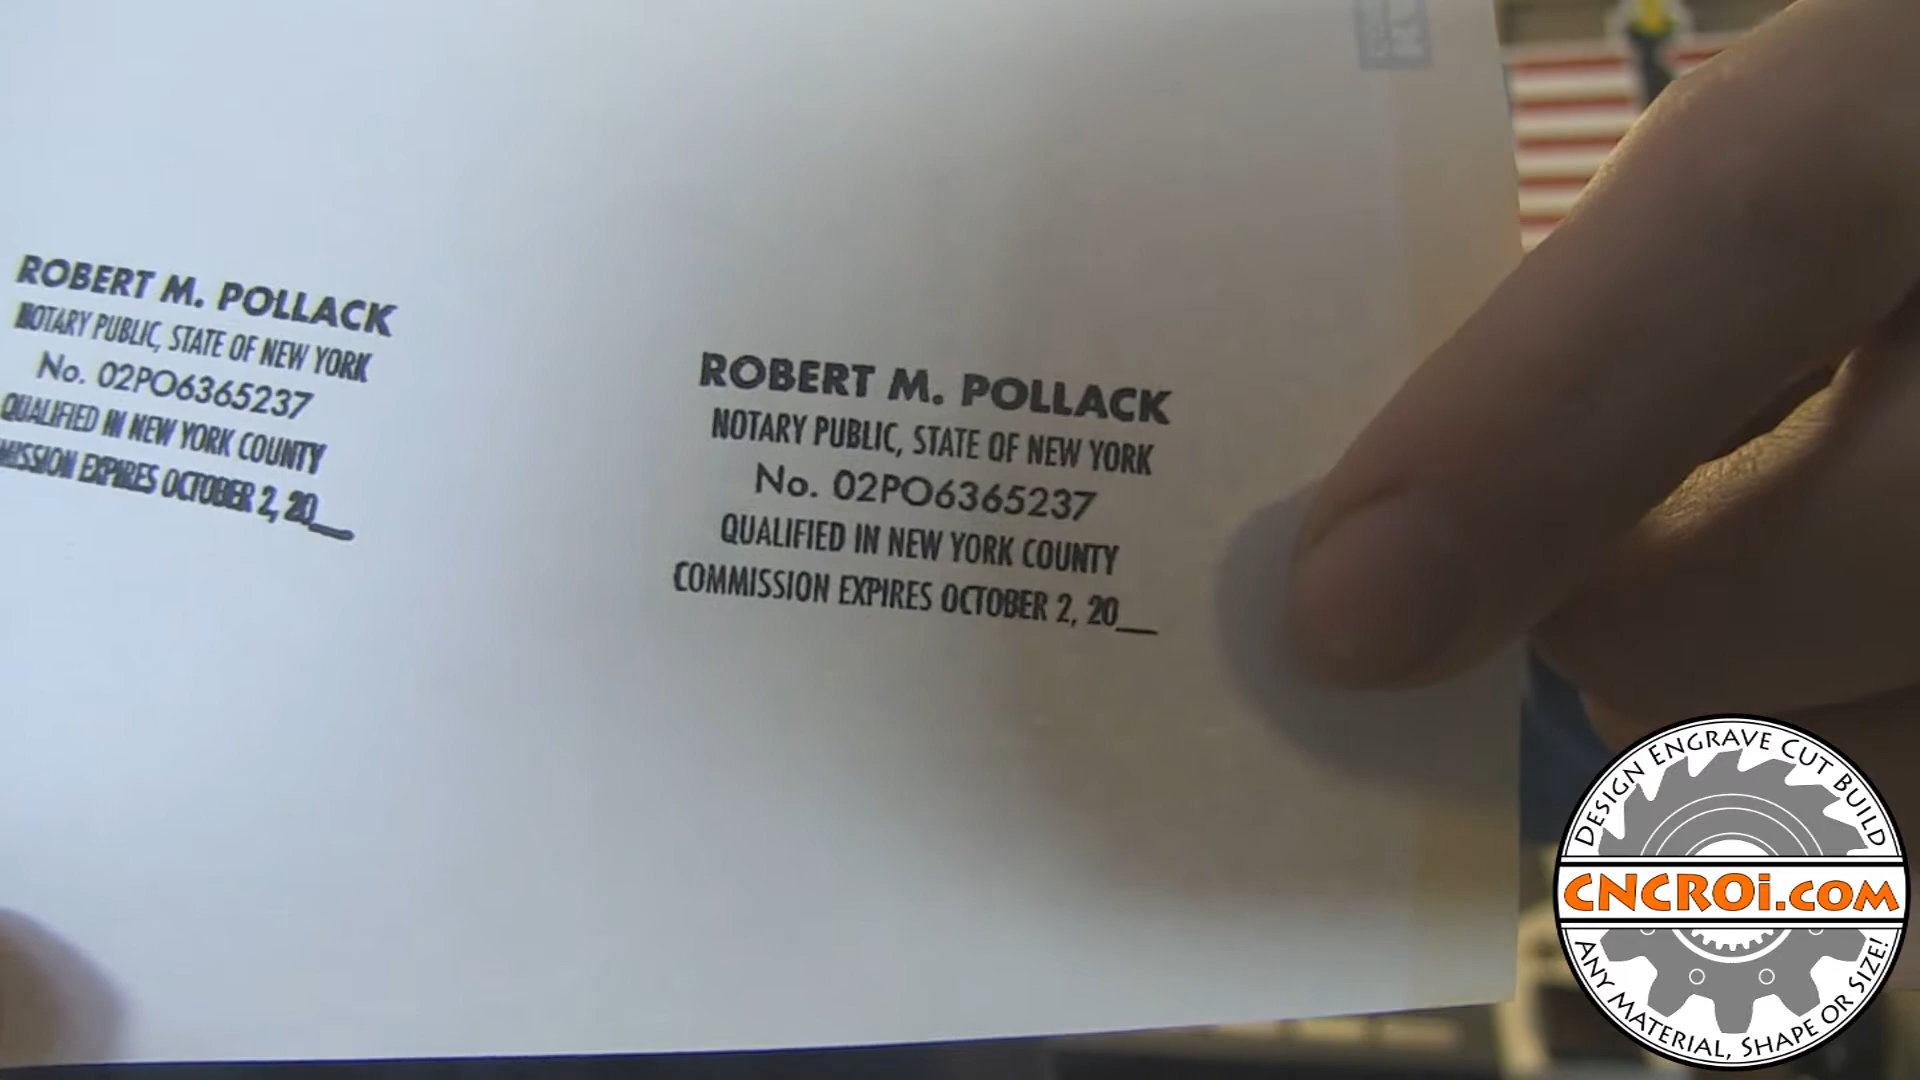 ROBERT M. POLLACK
NOTARY PUBLIC, STATE OF NEW YORK
No. 02PO6365237
QUALIFIED IN NEW YORK COUNTY
MISSION EXPIRES OCTOBER 2, 20__
ROBERT M. POLLACK
NOTARY PUBLIC, STATE OF NEW YORK
No. 02PO6365237
QUALIFIED IN NEW YORK COUNTY
COMMISSION EXPIRES OCTOBER 2, 20__
DESIGN ENGRAVE CUT BUILD
CNCROi.com
ANY MATERIAL, SHAPE OR SIZE!